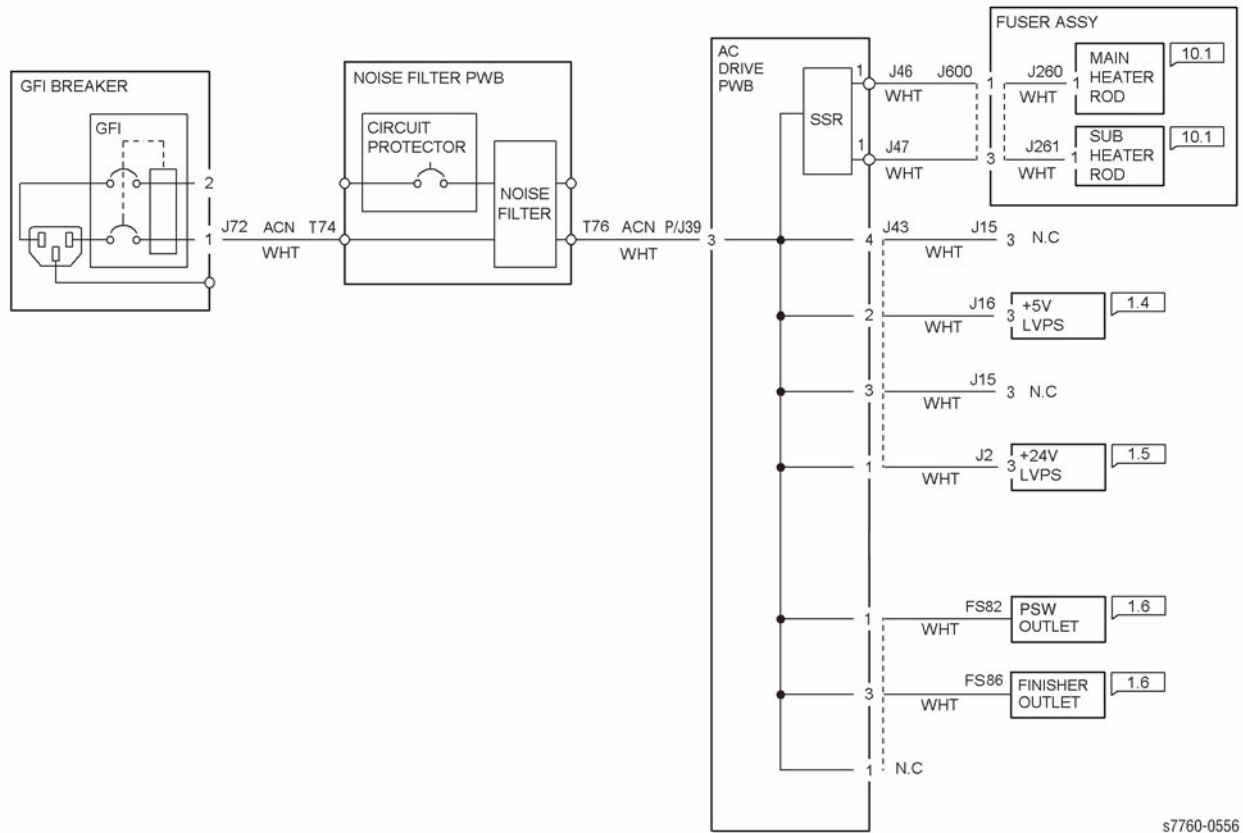 GFI BREAKER
GFI
2
1
J72 ACN T74
WHT
NOISE FILTER PWB
CIRCUIT
PROTECTOR
NOISE
FILTER
T76 ACN P/J39
WHT
3
AC
DRIVE
PWB
SSR
1
J46 J600
WHT
1
1
J47
WHT
3
FUSER ASSY
J260
WHT
1
MAIN
HEATER
ROD
10.1
J261
WHT
1
SUB
HEATER
ROD
10.1
4
J43 J15
WHT
3 N.C
2
J16
WHT
3
+5V
LVPS
1.4
3
J15
WHT
3 N.C
1
J2
WHT
3
+24V
LVPS
1.5
1
FS82
WHT
PSW
OUTLET
1.6
3
FS86
WHT
FINISHER
OUTLET
1.6
1
N.C
s7760-0556